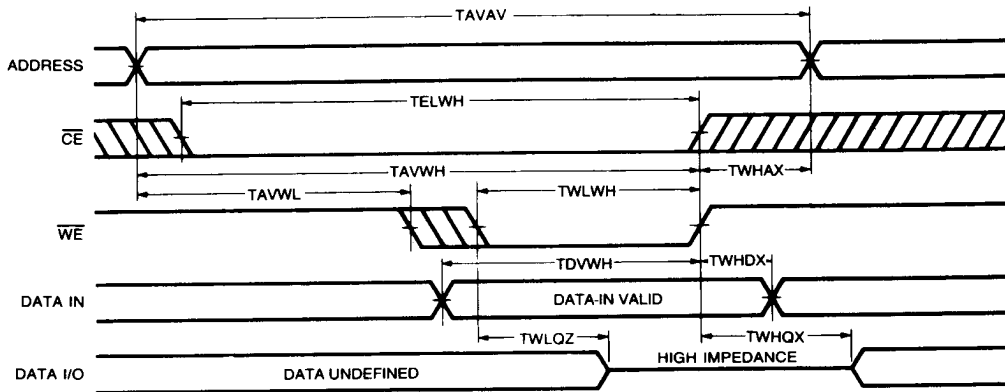 TAVAV
ADDRESS
TELWH
CE
TAVWH
TWHAX
TAVWL
TWLWH
WE
TDVWH
TWHDX
DATA IN
DATA-IN VALID
TWLQZ
TWHQX
DATA I/O
DATA UNDEFINED
HIGH IMPEDANCE